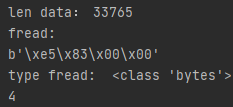 len data:  33765
fread:
b'\xe5\x83\x00\x00'
type fread:  <class 'bytes'>
4